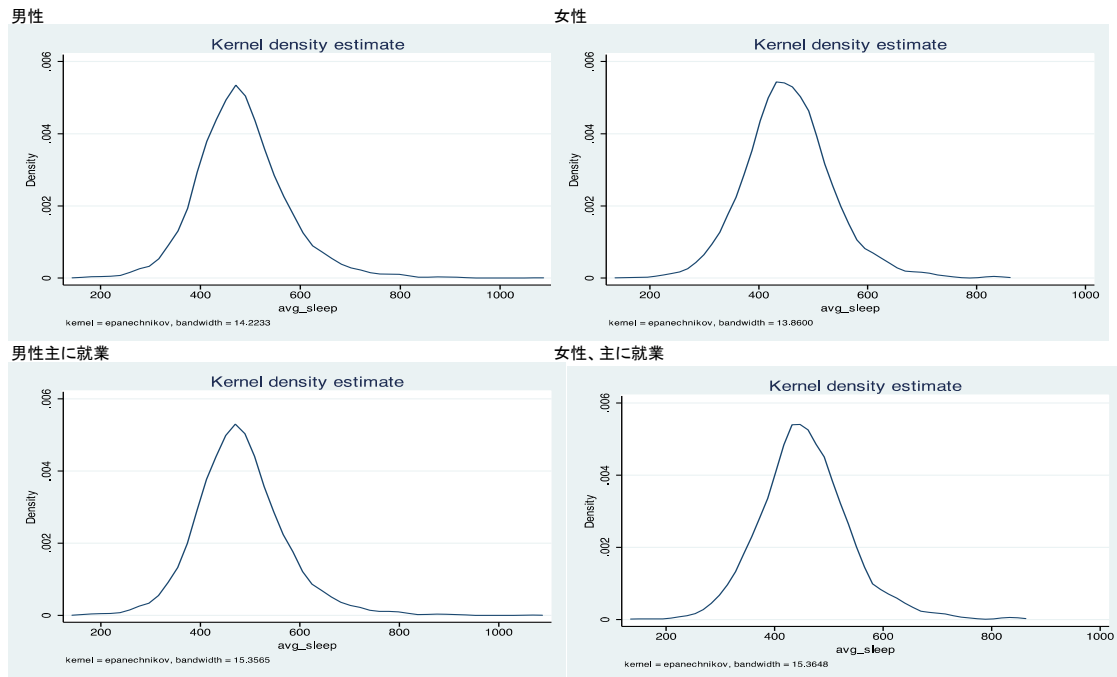 男性
Kernel density estimate
.006
.004
.002
0
Density
200
400
600
800
1000
avg_sleep
kernel = epanechnikov, bandwidth = 14.2233
女性
Kernel density estimate
.006
.004
.002
0
Density
200
400
600
800
1000
avg_sleep
kernel = epanechnikov, bandwidth = 13.8600
男性主に就業
Kernel density estimate
.006
.004
.002
0
Density
200
400
600
800
1000
avg_sleep
kernel = epanechnikov, bandwidth = 15.3565
女性、主に就業
Kernel density estimate
.006
.004
.002
0
Density
200
400
600
800
1000
avg_sleep
kernel = epanechnikov, bandwidth = 15.3648